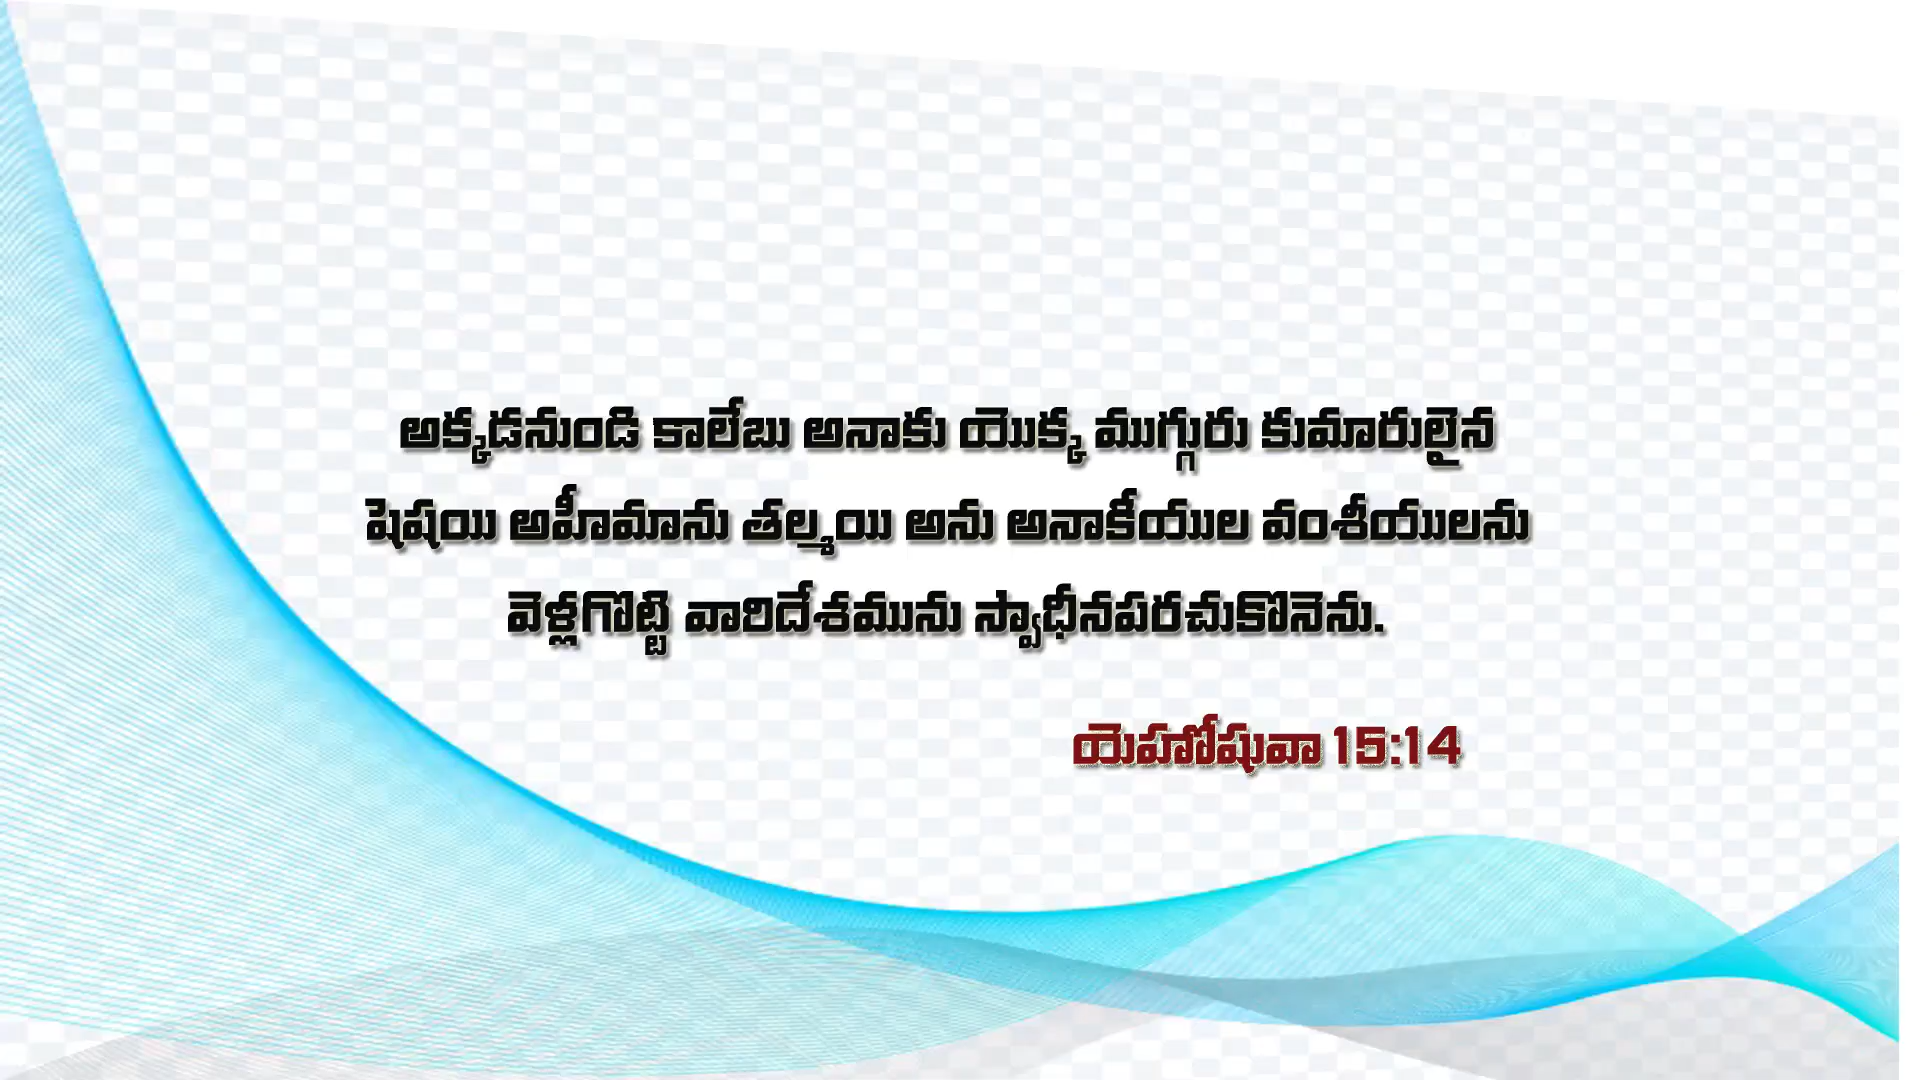 అక్కడనుండి కాలేబు అనాకు యొక్క ముగ్గురు కుమారులైన
షెషయి అహీమాను తల్మయి అను అనాకీయుల వంశీయులను
వెళ్లగొట్టి వారిదేశమును స్వాధీనపరచుకొనెను.
యెహోషువా 15:14